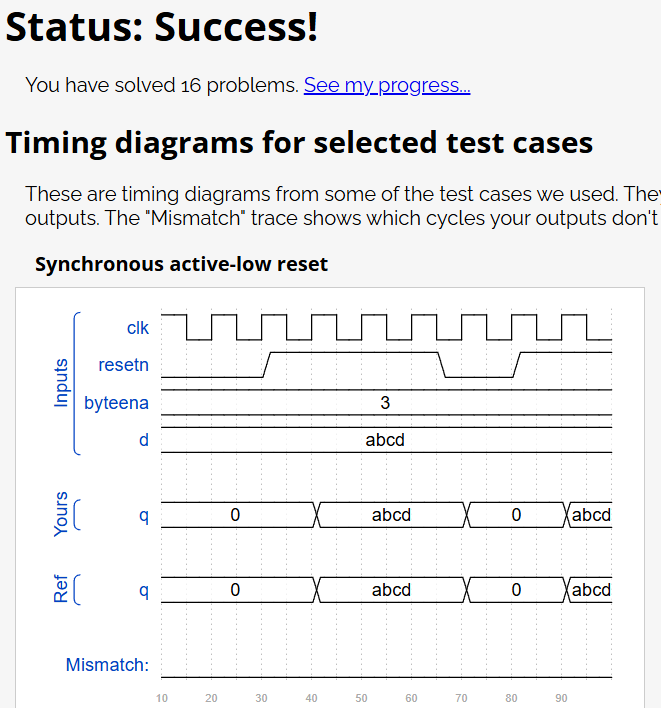 Status: Success!
You have solved 16 problems. See my progress...
Timing diagrams for selected test cases
These are timing diagrams from some of the test cases we used. They
outputs. The "Mismatch" trace shows which cycles your outputs don't
Synchronous active-low reset
Inputs
clk
resetn
byteena 3
d abcd
Yours
q 0 abcd 0 abcd
Ref
q 0 abcd 0 abcd
Mismatch:
10 20 30 40 50 60 70 80 90